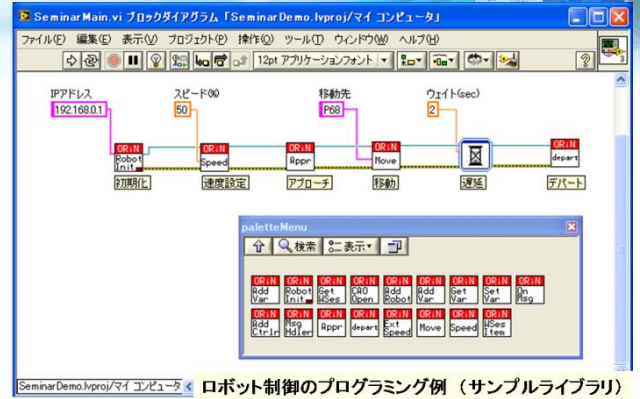 SeminarMain.vi ブロックダイアグラム 「SeminarDemo.lvproj/マイ コンピュータ」
ファイル(F) 編集(E) 表示(V) プロジェクト(P) 操作(O) ツール(T) ウィンドウ(W) ヘルプ(H)
12pt アプリケーションフォント
3
IPアドレス スピード(%) 移動先 ウェイト(sec)
192.168.0.1 50 P68 2
ORiN ORiN ORiN ORiN ORiN
Robot Init Speed Appr Move depart
初期化 速度設定 アプローチ 移動 遅延 デパート
paletteMenu
検索 表示
ORiN ORiN ORiN ORiN ORiN ORiN ORiN ORiN ORiN
Add Var Robot Init Get WSes CAO Open Add Robot Add Var Get Var Set Var On Msg
ORiN ORiN ORiN ORiN ORiN ORiN ORiN ORiN
Add Ctrlr Msg Hdler Appr depart Ext Speed Move Speed WSes Item
SeminarDemo.lvproj/マイ コンピュータ
ロボット制御のプログラミング例 (サンプルライブラリ)